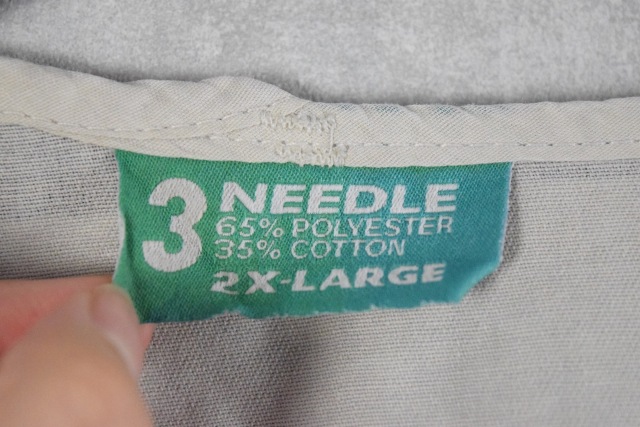 3 NEEDLE
65% POLYESTER
35% COTTON
2X-LARGE